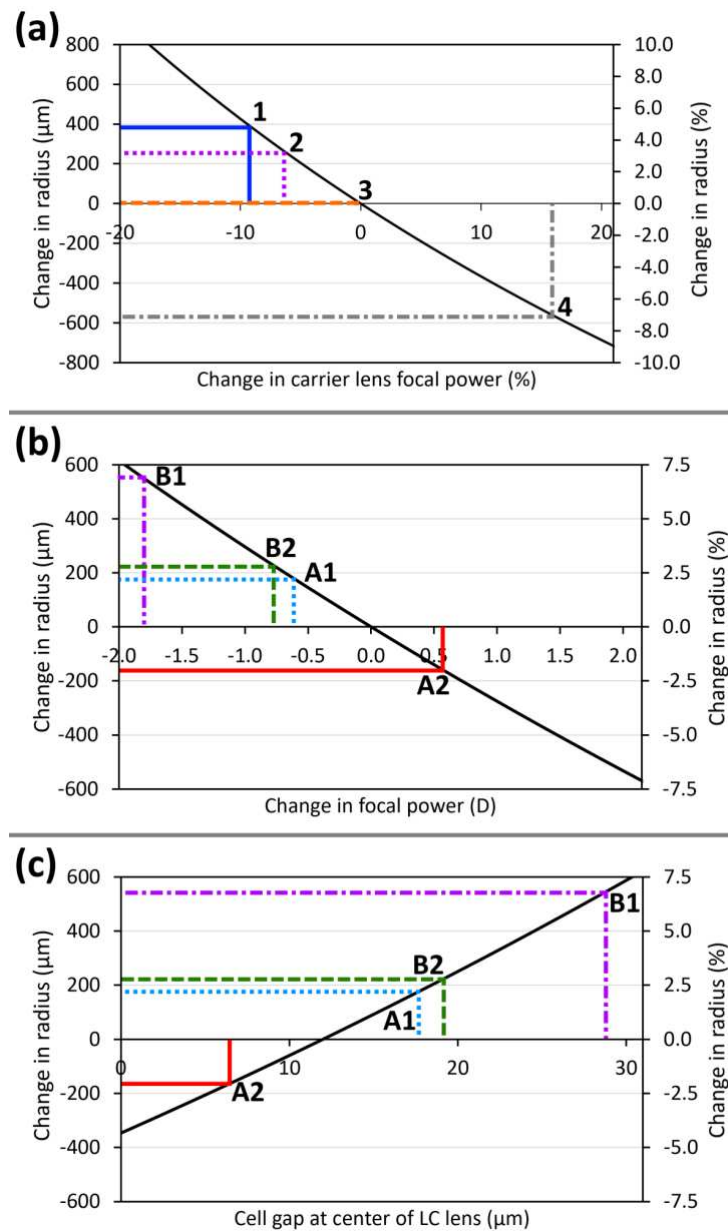 (a)
800 10.0
600 8.0
6.0
400 1 4.0
200 2 2.0
0 3 0.0
-20 -10 0 10 20
-200 -2.0
-400 -4.0
-600 4 -6.0
-8.0
-800 -10.0
Change in radius (µm)
Change in radius (%)
Change in carrier lens focal power (%)
(b)
600 7.5
B1
400 5.0
200 B2 A1 2.5
0 0.0
-2.0 -1.5 -1.0 -0.5 0.0 0.5 1.0 1.5 2.0
-200 A2 -2.5
-400 -5.0
-600 -7.5
Change in radius (µm)
Change in radius (%)
Change in focal power (D)
(c)
600 7.5
B1
400 5.0
B2
200 2.5
A1
0 0.0
0 10 20 30
-200 A2 -2.5
-400 -5.0
-600 -7.5
Change in radius (µm)
Change in radius (%)
Cell gap at center of LC lens (µm)